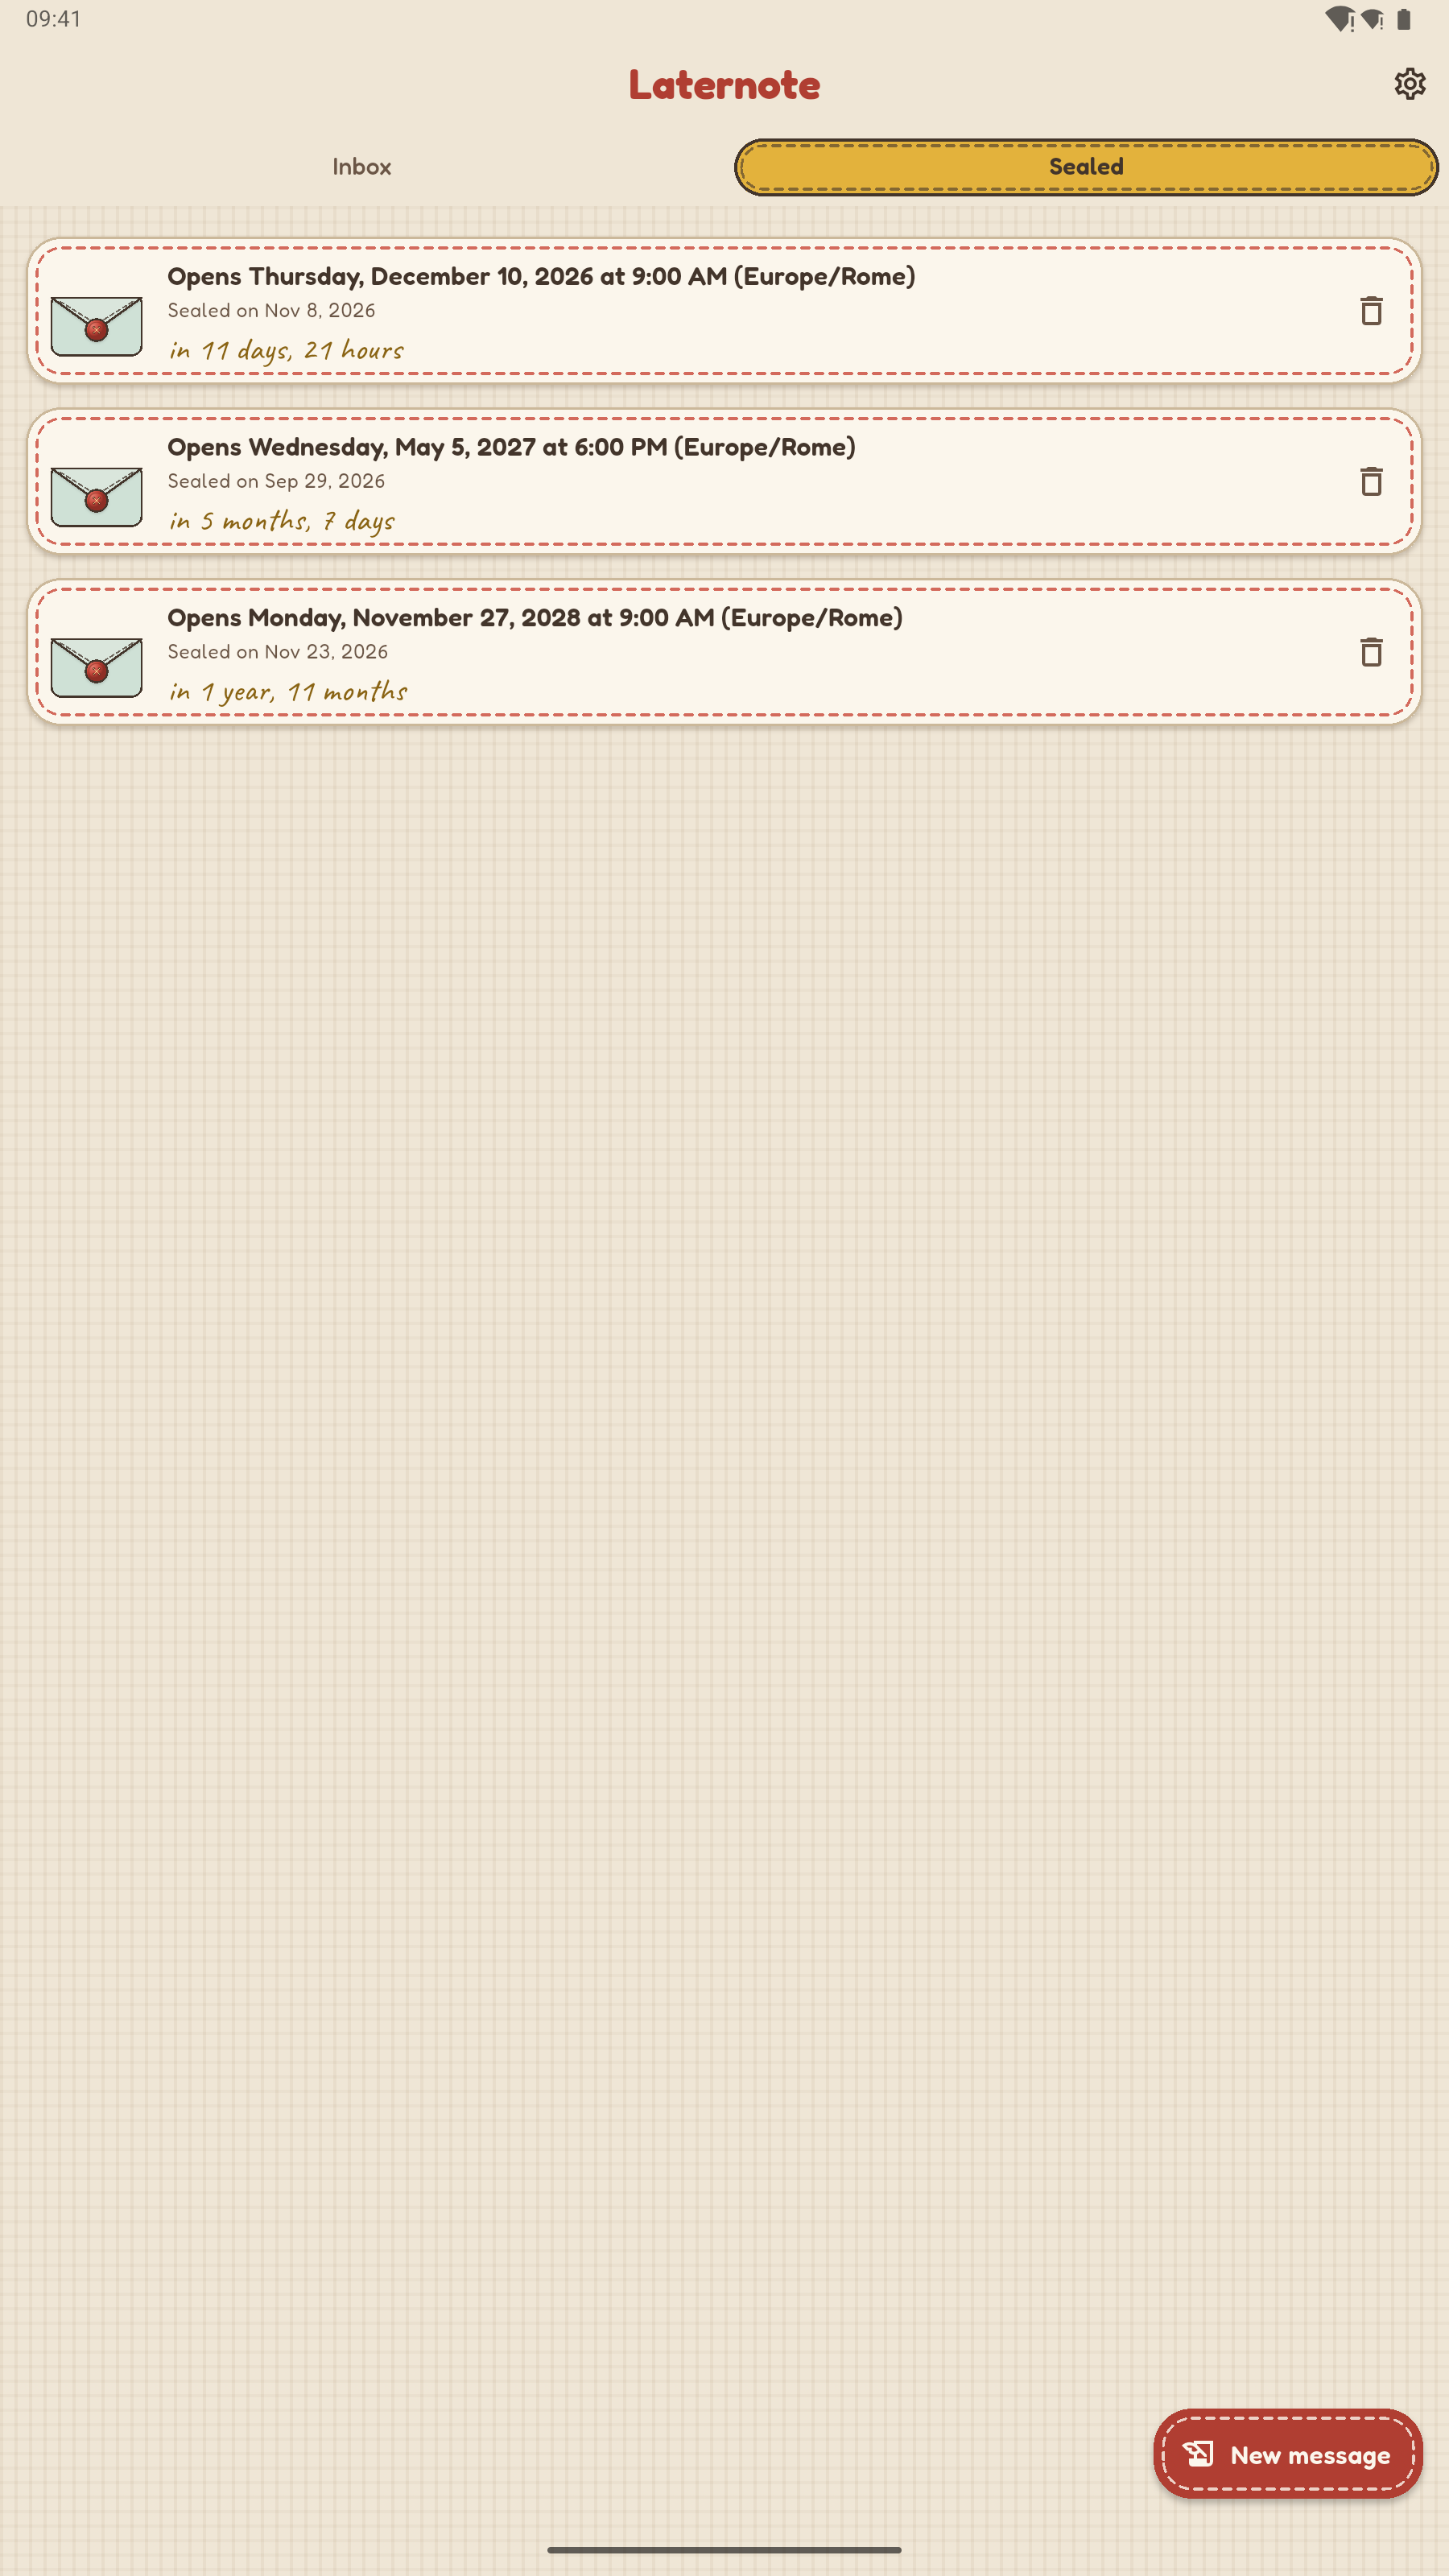 09:41
Laternote
Inbox
Sealed
Opens Thursday, December 10, 2026 at 9:00 AM (Europe/Rome)
Sealed on Nov 8, 2026
in 11 days, 21 hours
Opens Wednesday, May 5, 2027 at 6:00 PM (Europe/Rome)
Sealed on Sep 29, 2026
in 5 months, 7 days
Opens Monday, November 27, 2028 at 9:00 AM (Europe/Rome)
Sealed on Nov 23, 2026
in 1 year, 11 months
New message